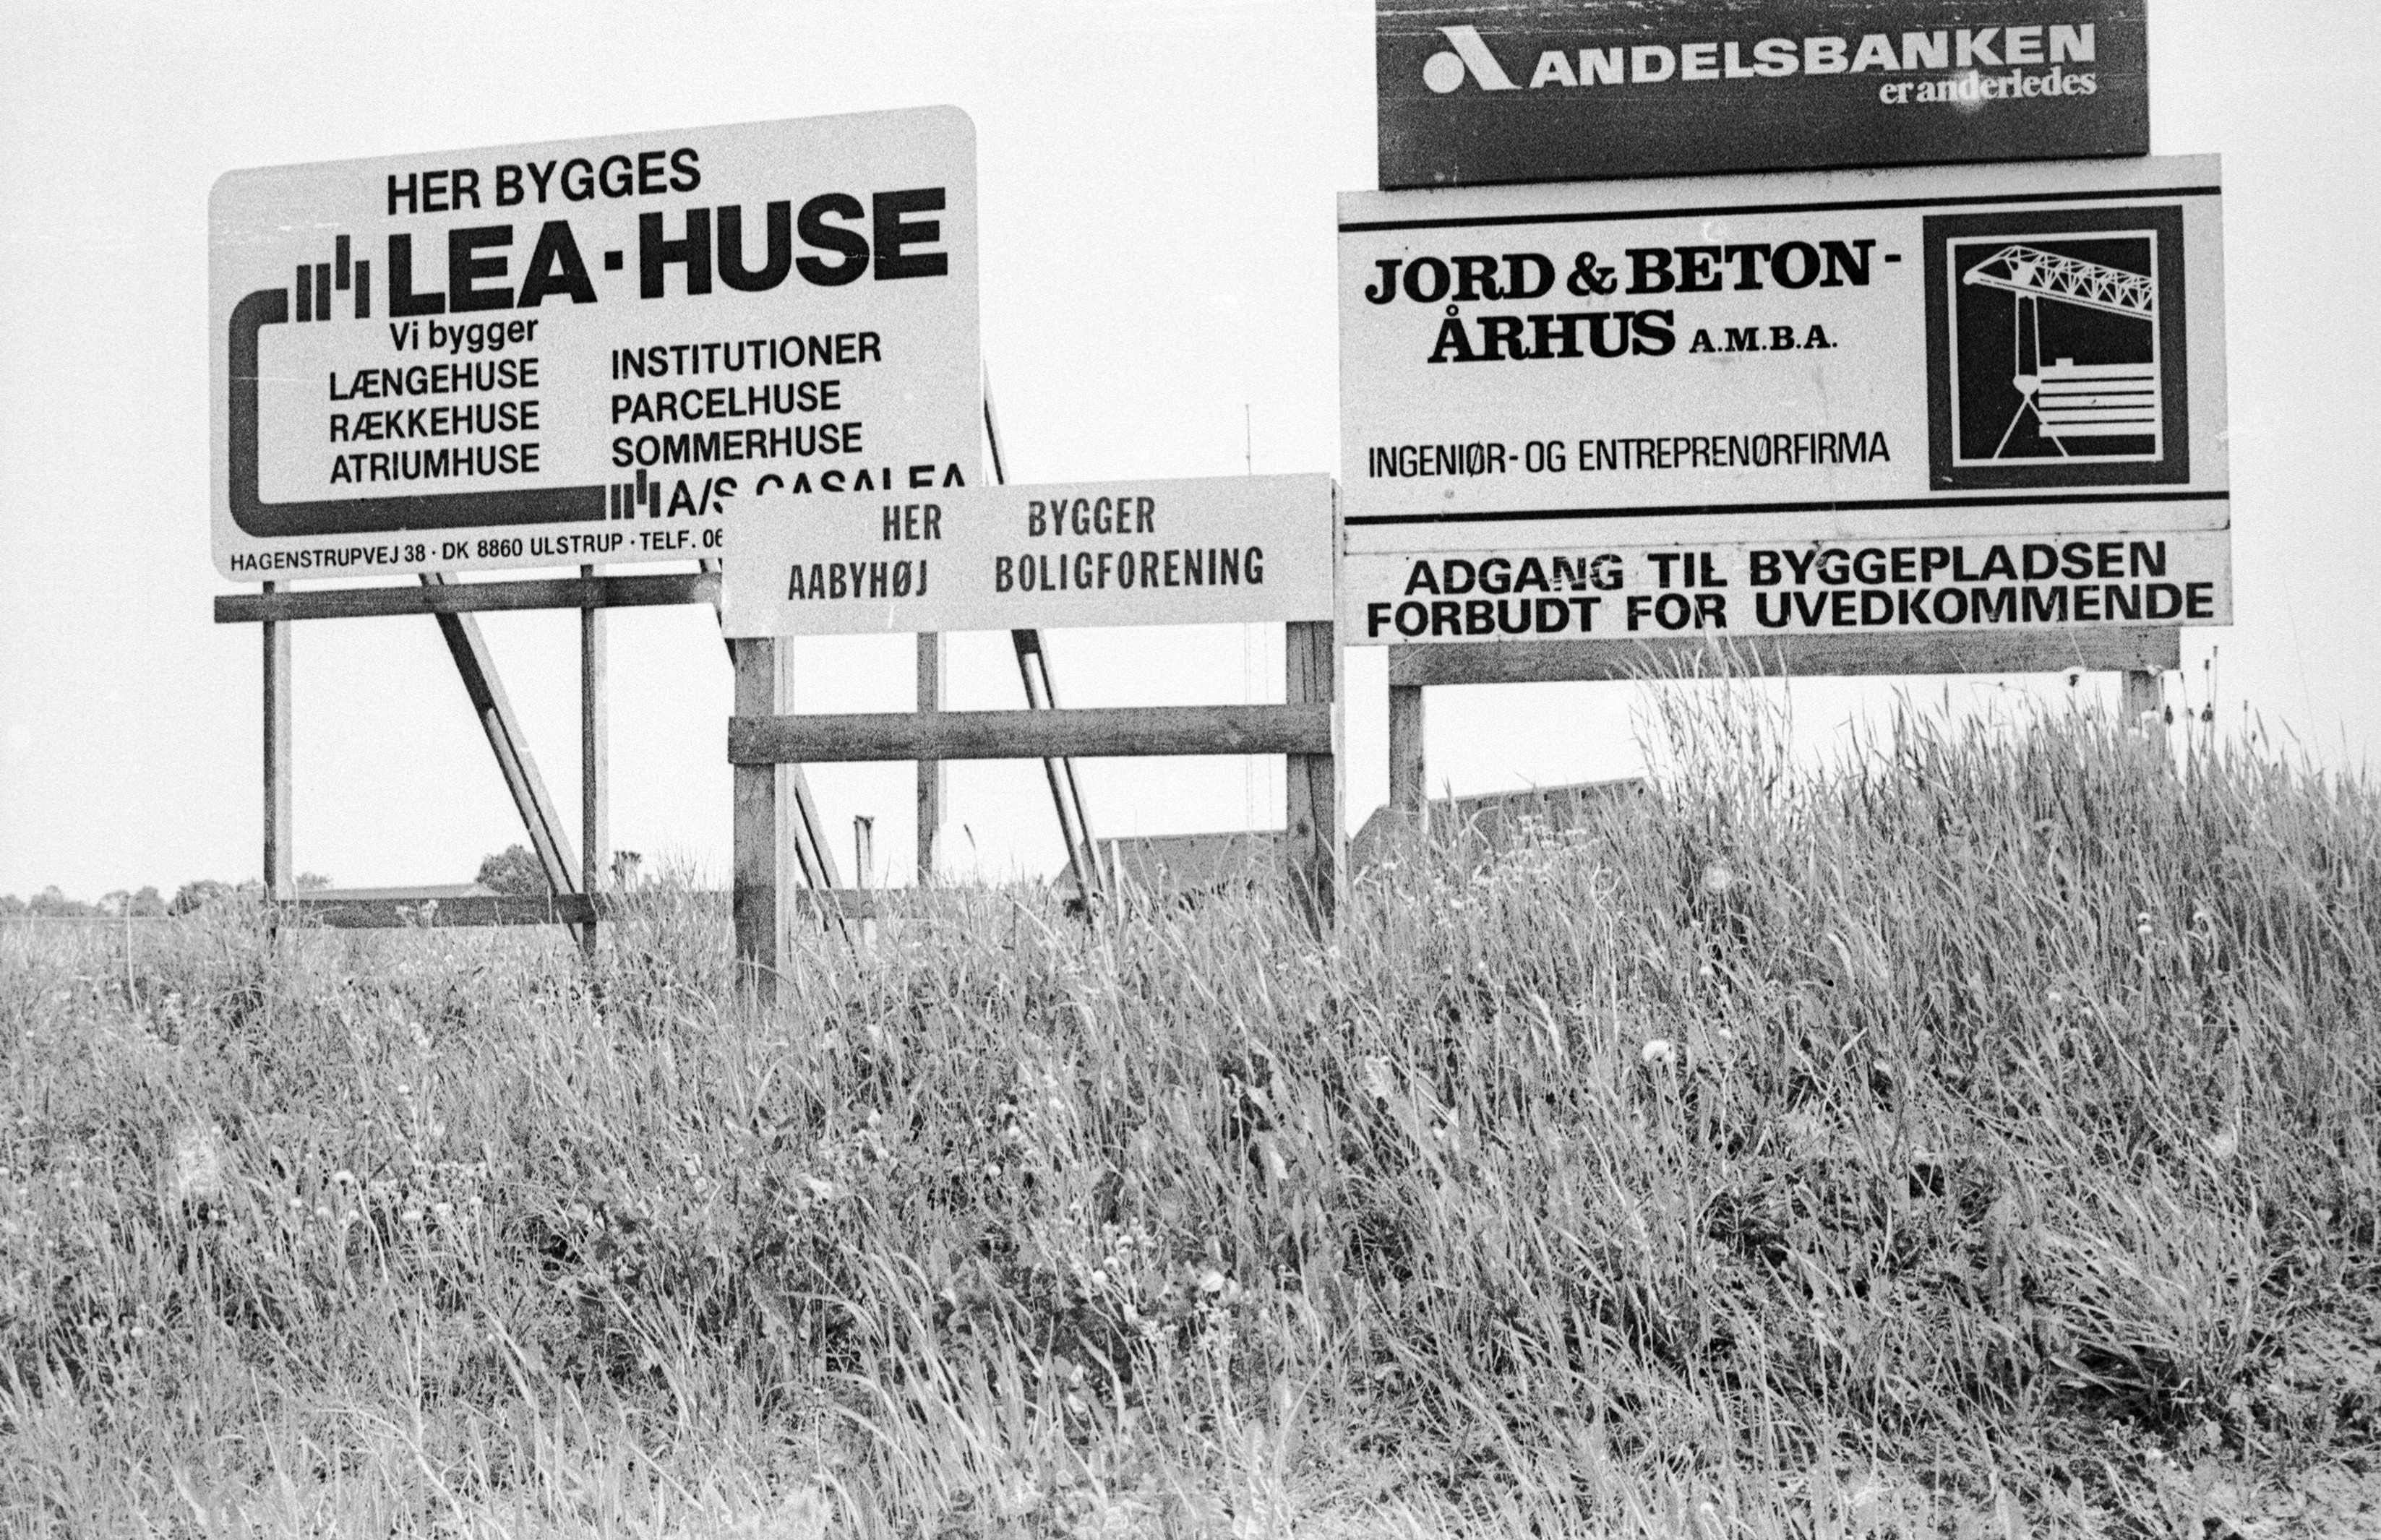 HER BYGGES
LEA·HUSE
Vi bygger
LÆNGEHUSE
RÆKKEHUSE
ATRIUMHUSE
INSTITUTIONER
PARCELHUSE
SOMMERHUSE
A/S CASALEA
HAGENSTRUPVEJ 38 · DK 8860 ULSTRUP · TELF. 06
HER BYGGER
AABYHØJ BOLIGFORENING
ANDELSBANKEN
er anderledes
JORD & BETON-
ÅRHUS A.M.B.A.
INGENIØR- OG ENTREPRENØRFIRMA
ADGANG TIL BYGGEPLADSEN
FORBUDT FOR UVEDKOMMENDE